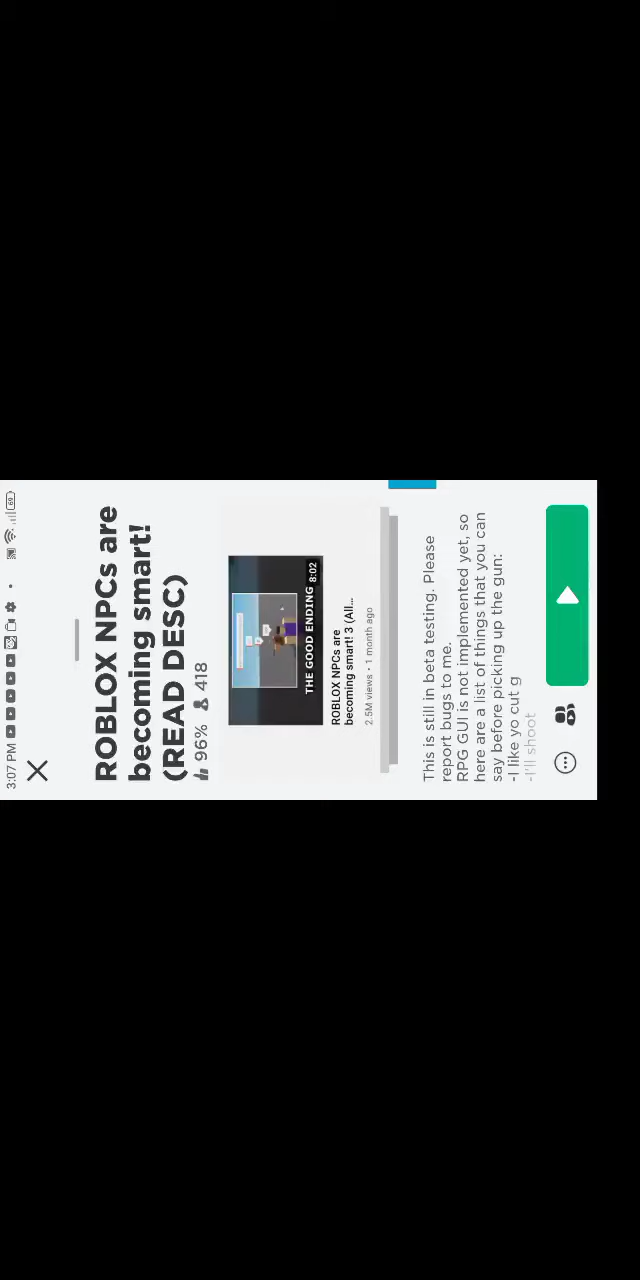 3:07 PM
69
ROBLOX NPCs are
becoming smart!
(READ DESC)
96% 418
THE GOOD ENDING
8:02
ROBLOX NPCs are
becoming smart! 3 (All...
2.5M views • 1 month ago
This is still in beta testing. Please
report bugs to me.
RPG GUI is not implemented yet, so
here are a list of things that you can
say before picking up the gun:
-I like yo cut g
-I'll shoot